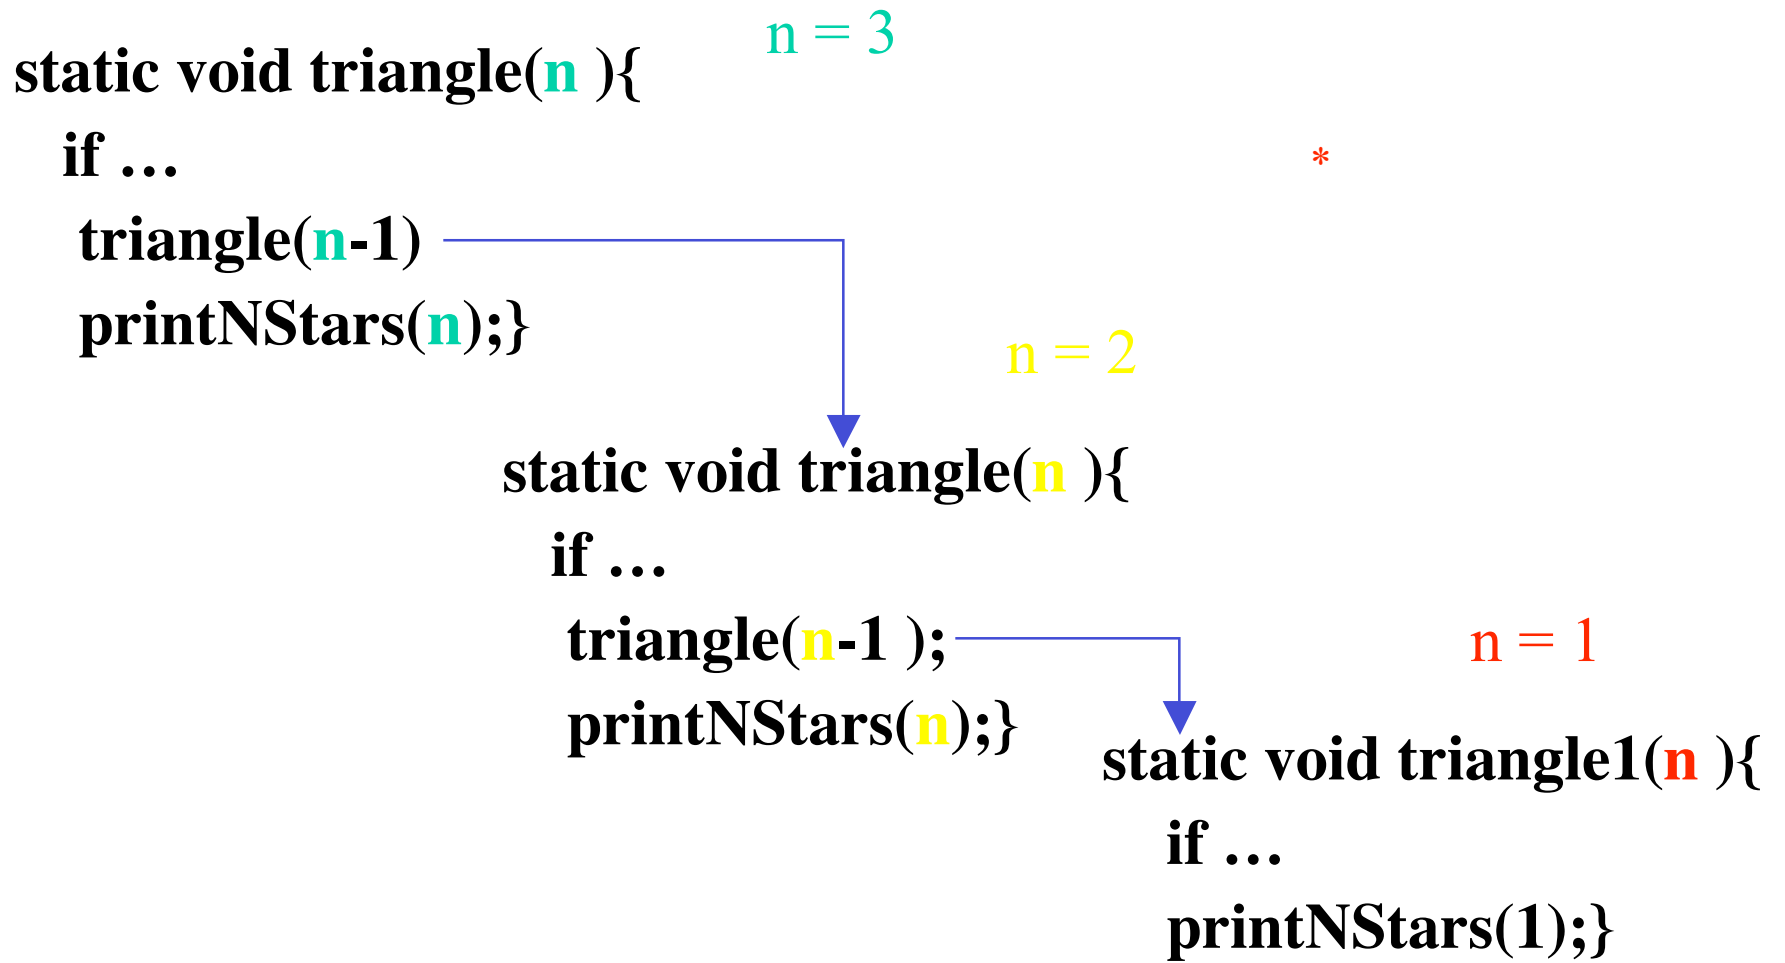 n = 3
static void triangle(n ){
if …
*
triangle(n-1)
printNStars(n);}
n = 2
static void triangle(n ){
if …
triangle(n-1 );
printNStars(n);}
n = 1
static void triangle1(n ){
if …
printNStars(1);}